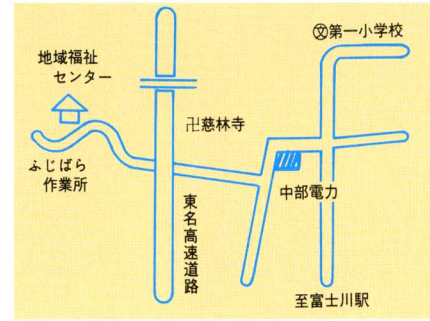 ㊫第一小学校
地域福祉
センター
卍慈林寺
ふじばら
作業所
中部電力
東名高速道路
至富士川駅